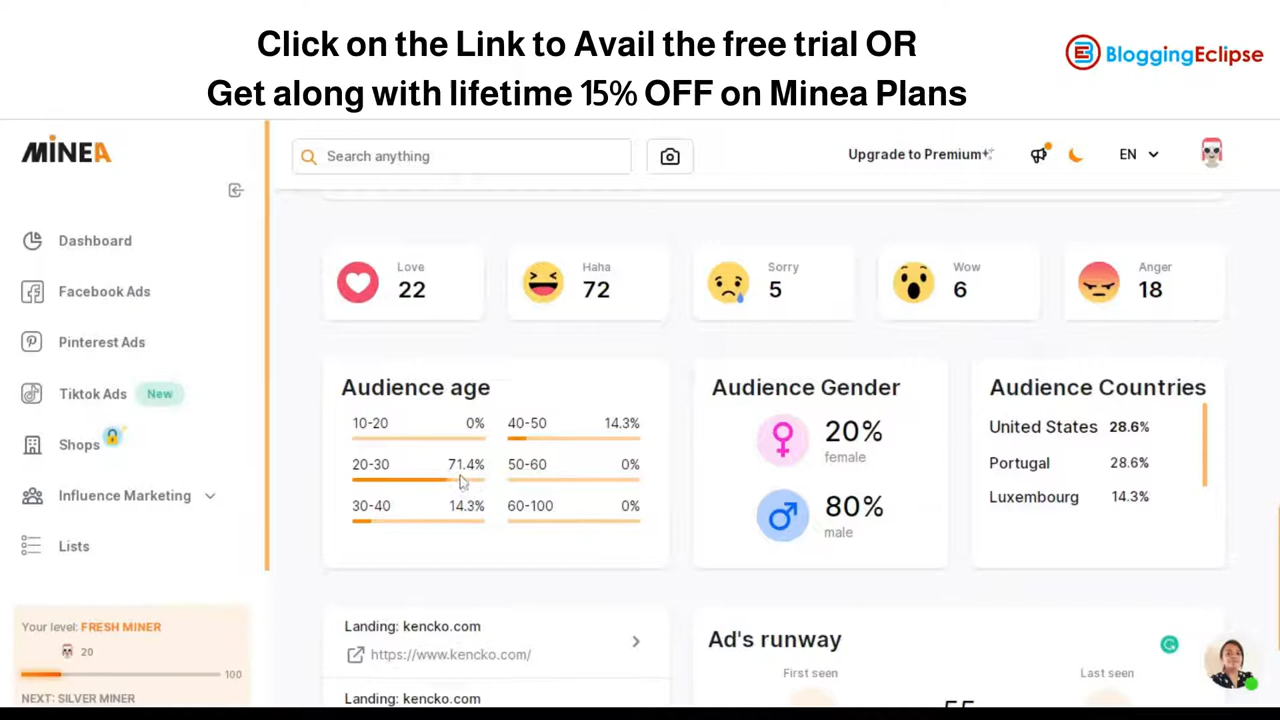 Click on the Link to Avail the free trial OR
Get along with lifetime 15% OFF on Minea Plans
BloggingEclipse
MINEA
Search anything
Upgrade to Premium
EN
Dashboard
Facebook Ads
Pinterest Ads
Tiktok Ads New
Shops
Influence Marketing
Lists
Your level: FRESH MINER
20
100
NEXT: SILVER MINER
Love
22
Haha
72
Sorry
5
Wow
6
Anger
18
Audience age
10-20 0% 40-50 14.3%
20-30 71.4% 50-60 0%
30-40 14.3% 60-100 0%
Audience Gender
20%
female
80%
male
Audience Countries
United States 28.6%
Portugal 28.6%
Luxembourg 14.3%
Landing: kencko.com
https://www.kencko.com/
Landing: kencko.com
Ad's runway
First seen Last seen